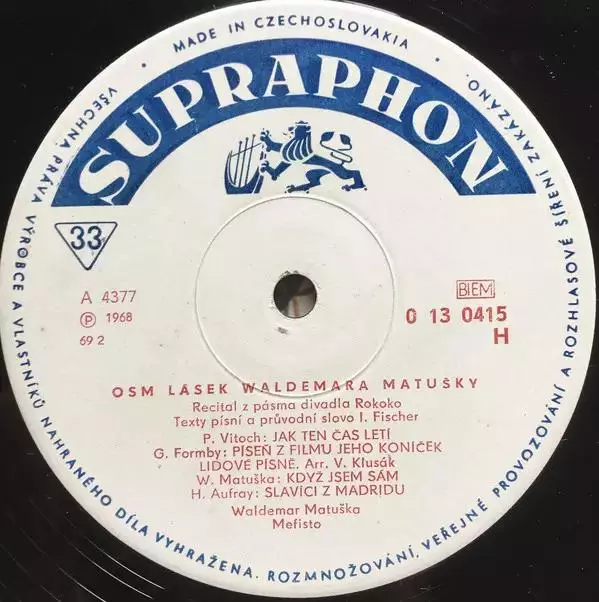 MADE IN CZECHOSLOVAKIA
SUPRAPHON
33
A 4377
Ⓟ 1968
69 2
BIEM
0 13 0415
H
OSM LÁSEK WALDEMARA MATUŠKY
Recital z pásma divadla Rokoko
Texty písní a průvodní slovo I. Fischer
P. Vitoch: JAK TEN ČAS LETÍ
G. Formby: PÍSEŇ Z FILMU JEHO KONÍČEK
LIDOVÉ PÍSNĚ. Arr. V. Klusák
W. Matuška: KDYŽ JSEM SÁM
H. Aufray: SLAVÍCI Z MADRIDU
Waldemar Matuška
Mefisto
VŠECHNA PRÁVA VÝROBCE A VLASTNÍKŮ NAHRANÉHO DÍLA VYHRAŽENA. ROZMNOŽOVÁNÍ, VEŘEJNÉ PROVOZOVÁNÍ A ROZHLASOVÉ ŠÍŘENÍ ZAKÁZÁNO